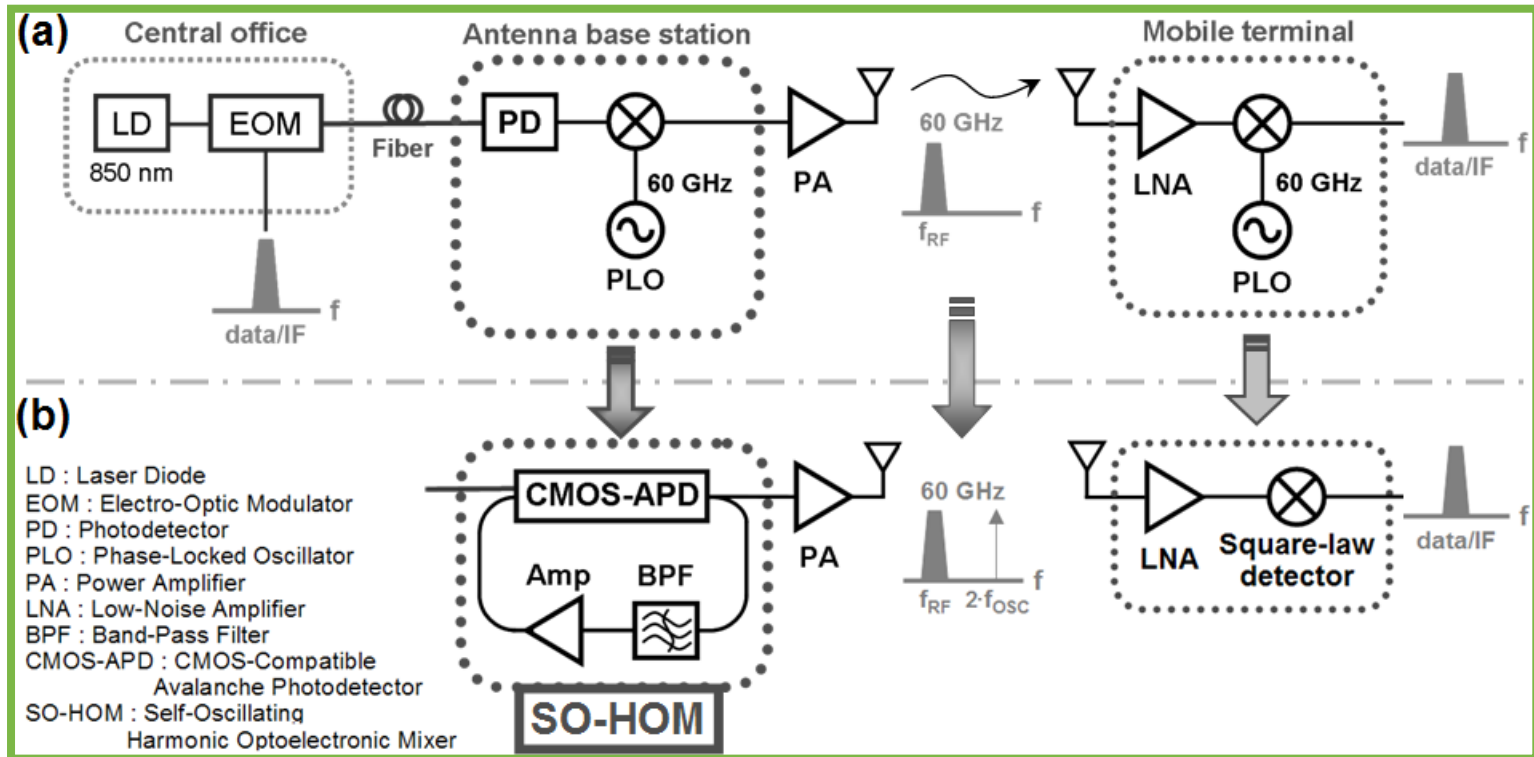 (a)
Central office
Antenna base station
Mobile terminal
LD
EOM
Fiber
PD
850 nm
60 GHz
PLO
PA
60 GHz
f
fRF
LNA
60 GHz
PLO
f
data/IF
f
data/IF
(b)
LD : Laser Diode
EOM : Electro-Optic Modulator
PD : Photodetector
PLO : Phase-Locked Oscillator
PA : Power Amplifier
LNA : Low-Noise Amplifier
BPF : Band-Pass Filter
CMOS-APD : CMOS-Compatible
Avalanche Photodetector
SO-HOM : Self-Oscillating
Harmonic Optoelectronic Mixer
CMOS-APD
Amp
BPF
SO-HOM
PA
60 GHz
f
fRF
2·fOSC
LNA
Square-law
detector
f
data/IF